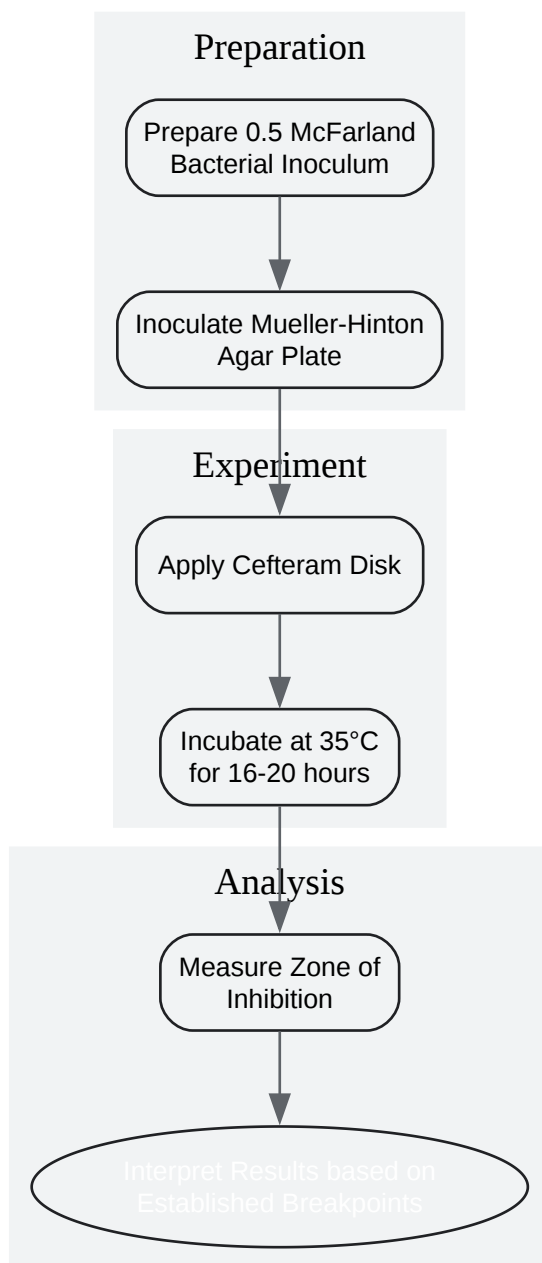 Preparation
Prepare 0.5 McFarland
Bacterial Inoculum
Inoculate Mueller-Hinton
Agar Plate
Experiment
Apply Cefteram Disk
Incubate at 35°C
for 16-20 hours
Analysis
Measure Zone of
Inhibition
Interpret Results based on
Established Breakpoints